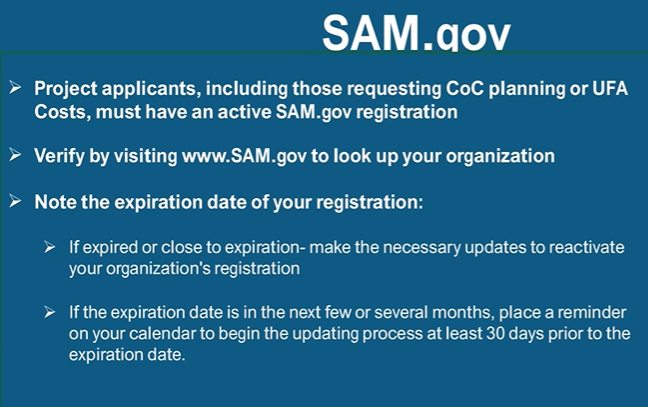 SAM.gov
➢ Project applicants, including those requesting CoC planning or UFA
Costs, must have an active SAM.gov registration
➢ Verify by visiting www.SAM.gov to look up your organization
➢ Note the expiration date of your registration:
➢ If expired or close to expiration- make the necessary updates to reactivate
your organization's registration
➢ If the expiration date is in the next few or several months, place a reminder
on your calendar to begin the updating process at least 30 days prior to the
expiration date.